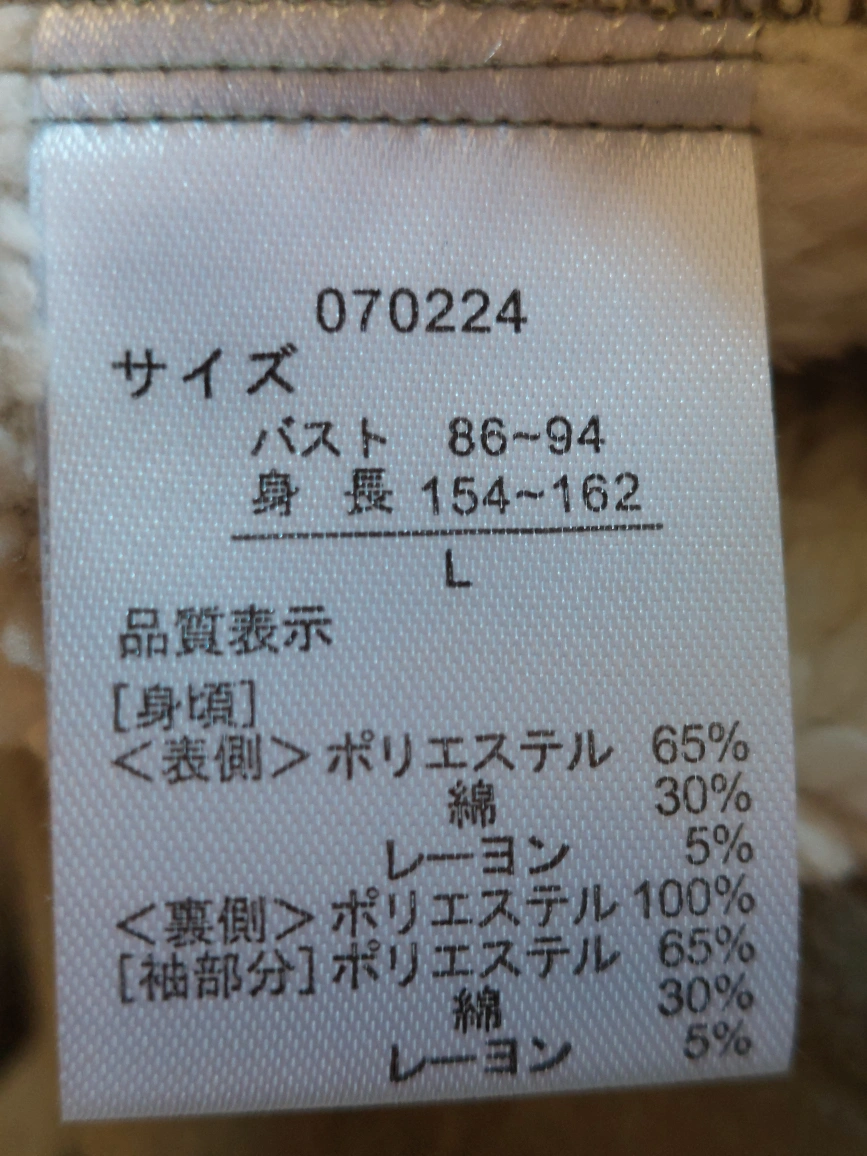 070224
サイズ
バスト 86~94
身 長 154~162
L
品質表示
[身頃]
<表側>ポリエステル 65%
綿 30%
レーヨン 5%
<裏側>ポリエステル 100%
[袖部分]ポリエステル 65%
綿 30%
レーヨン 5%